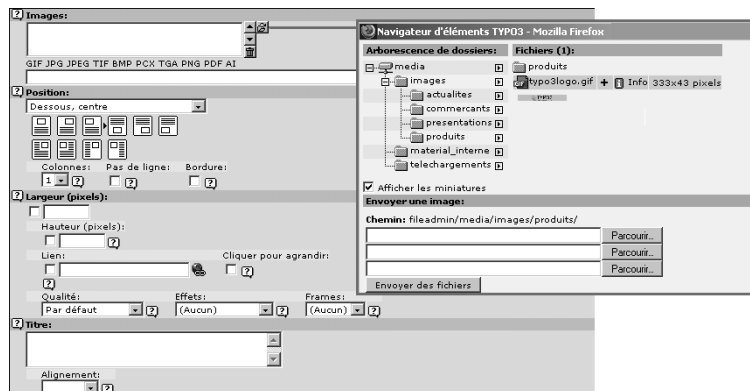 Images:
GIF JPG JPEG TIF BMP PCX TGA PNG PDF AI
Position:
Dessous, centre
Colonnes: Pas de ligne: Bordure:
1
Largeur (pixels):
Hauteur (pixels):
Lien: Cliquer pour agrandir:
Qualité: Effets: Frames:
Par défaut (Aucun) (Aucun)
Titre:
Alignement:
Navigateur d'éléments TYPO3 - Mozilla Firefox
Arborescence de dossiers: Fichiers (1):
media
images
actualites
commercants
presentations
produits
material_interne
telechargements
produits
typo3logo.gif + Info 333x43 pixels
Afficher les miniatures
Envoyer une image:
Chemin: fileadmin/media/images/produits/
Parcourir...
Parcourir...
Parcourir...
Envoyer des fichiers